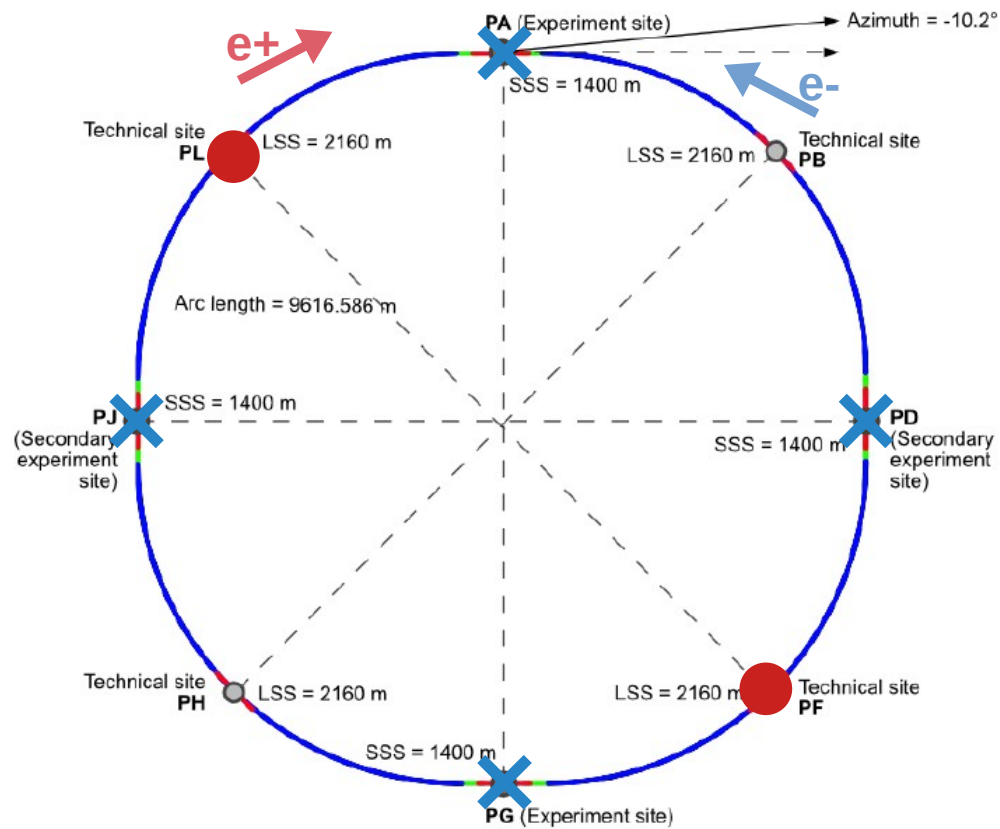 PA (Experiment site)
Azimuth = -10.2°
e+
SSS = 1400 m
e-
Technical site
PL
LSS = 2160 m
Technical site
PB
LSS = 2160 m
Arc length = 9616.586 m
PJ
(Secondary
experiment
site)
SSS = 1400 m
PD
(Secondary
experiment
site)
SSS = 1400 m
Technical site
PH
LSS = 2160 m
LSS = 2160 m
Technical site
PF
SSS = 1400 m
PG (Experiment site)